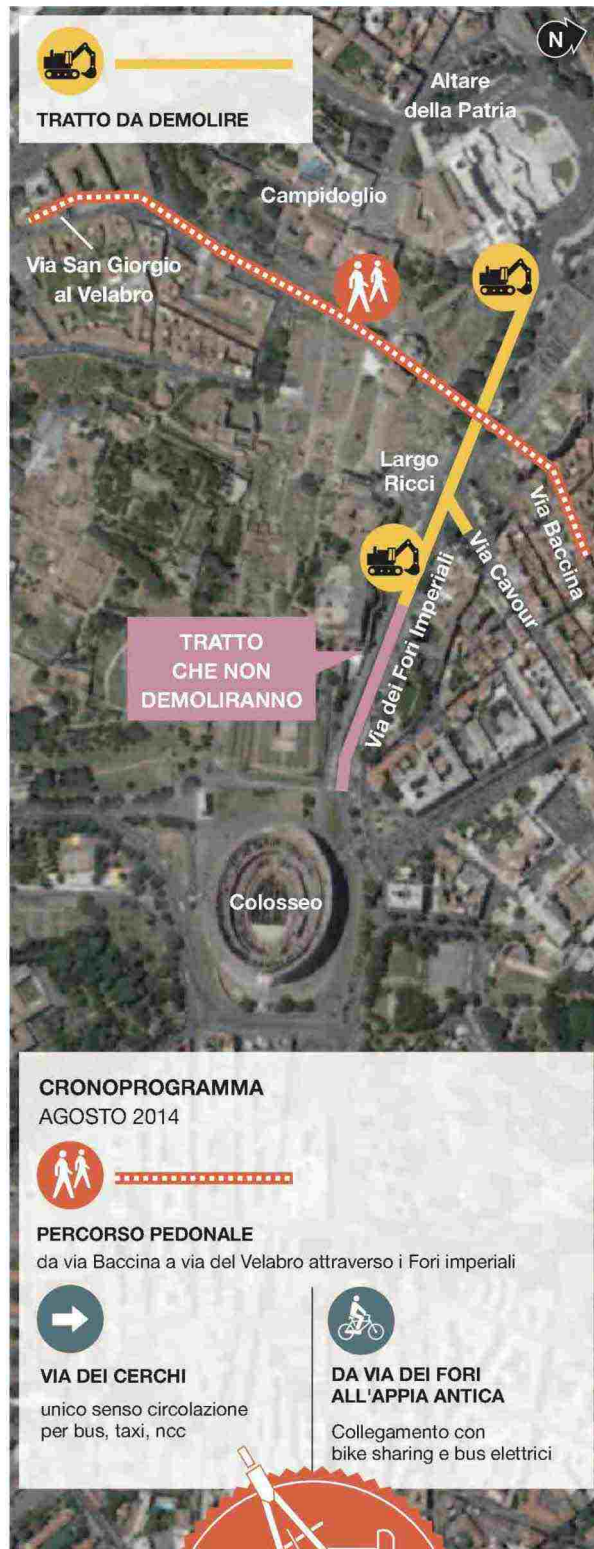 TRATTO DA DEMOLIRE
N
Altare
della Patria
Campidoglio
Via San Giorgio
al Velabro
Largo
Ricci
Via Baccina
Via Cavour
Via dei Fori Imperiali
TRATTO
CHE NON
DEMOLIRANNO
Colosseo
CRONOPROGRAMMA
AGOSTO 2014
PERCORSO PEDONALE
da via Baccina a via del Velabro attraverso i Fori imperiali
VIA DEI CERCHI
unico senso circolazione
per bus, taxi, ncc
DA VIA DEI FORI
ALL'APPIA ANTICA
Collegamento con
bike sharing e bus elettrici